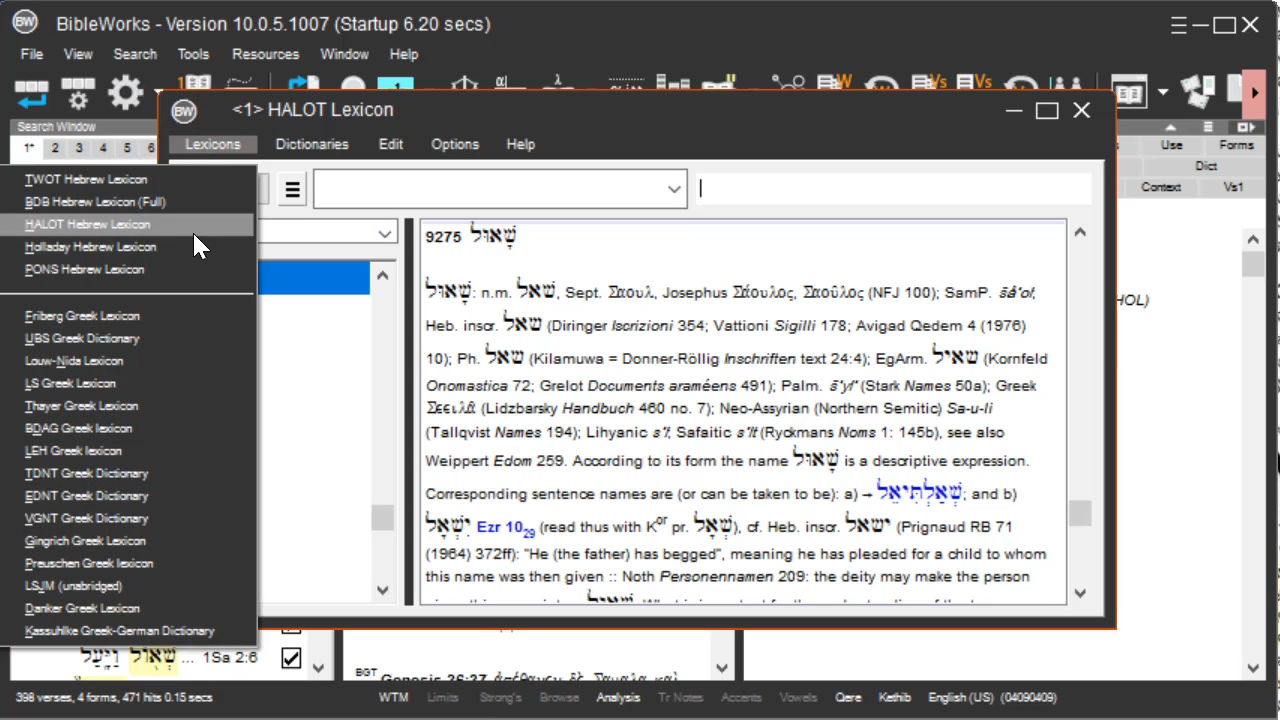 BibleWorks - Version 10.0.5.1007 (Startup 6.20 secs)
File View Search Tools Resources Window Help
<1> HALOT Lexicon
Search Window
1* 2 3 4 5 6
Lexicons Dictionaries Edit Options Help
Use Forms
Dict
Context Vs1
TWOT Hebrew Lexicon
BDB Hebrew Lexicon (Full)
HALOT Hebrew Lexicon
Holladay Hebrew Lexicon
PONS Hebrew Lexicon
Friberg Greek Lexicon
UBS Greek Dictionary
Louw-Nida Lexicon
LS Greek Lexicon
Thayer Greek Lexicon
BDAG Greek lexicon
LEH Greek lexicon
TDNT Greek Dictionary
EDNT Greek Dictionary
VGNT Greek Dictionary
Gingrich Greek Lexicon
Preuschen Greek lexicon
LSJM (unabridged)
Danker Greek Lexicon
Kassuhlke Greek-German Dictionary
9275 שָׁאוּל
שָׁאוּל: n.m. שאל, Sept. Σαουλ, Josephus Σάουλος, Σαοῦλος (NFJ 100); SamP.
Heb. inscr. שאל (Diringer Iscrizioni 354; Vattioni Sigilli 178; Avigad Qedem 4 (1976)
10); Ph. שאל (Kilamuwa = Donner-Röllig Inschriften text 24:4); EgArm. שאיל (Kornfeld
Onomastica 72; Grelot Documents araméens 491); Palm. (Stark Names 50a); Greek
Σεειλᾶ (Lidzbarsky Handbuch 460 no. 7); Neo-Assyrian (Northern Semitic) Sa-u-li
(Tallqvist Names 194); Lihyanic Safaitic (Ryckmans Noms 1: 145b), see also
Weippert Edom 259. According to its form the name שָׁאוּל is a descriptive expression.
Corresponding sentence names are (or can be taken to be): a) → שְׁאַלְתִּיאֵל; and b)
יִשְׁאָל Ezr 10₂₉ (read thus with Kᵒʳ pr. שְׁאָל), cf. Heb. inscr. ישאל (Prignaud RB 71
(1964) 372ff): "He (the father) has begged", meaning he has pleaded for a child to whom
this name was then given :: Noth Personennamen 209: the deity may make the person
HOL)
שְׁא֖וֹל וַיָּֽעַל ... 1Sa 2:6
BGT Genesis 36:37
398 verses, 4 forms, 471 hits 0.15 secs
WTM Limits Strong's Browse Analysis Tr Notes Accents Vowels Qere Kethib English (US) (04090409)